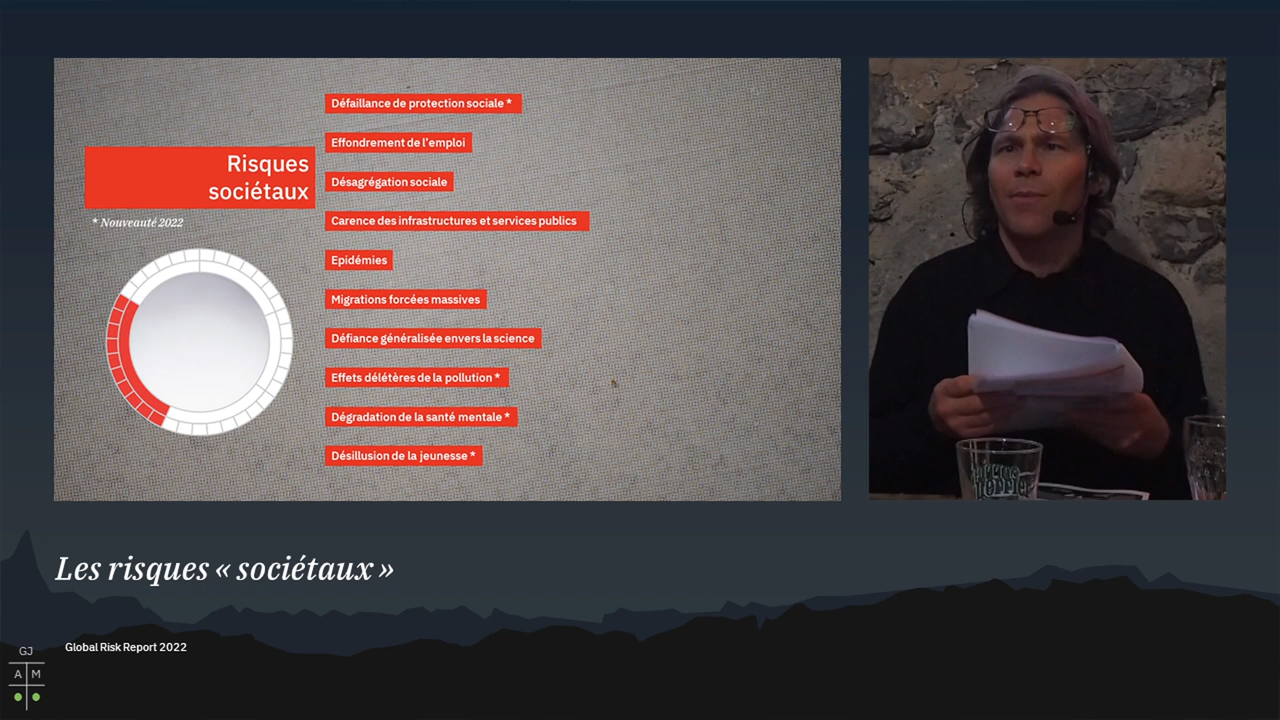 Risques
sociétaux
* Nouveauté 2022
Défaillance de protection sociale *
Effondrement de l'emploi
Désagrégation sociale
Carence des infrastructures et services publics
Epidémies
Migrations forcées massives
Défiance généralisée envers la science
Effets délétères de la pollution *
Dégradation de la santé mentale *
Désillusion de la jeunesse *
Les risques « sociétaux »
Global Risk Report 2022
GJ
A M